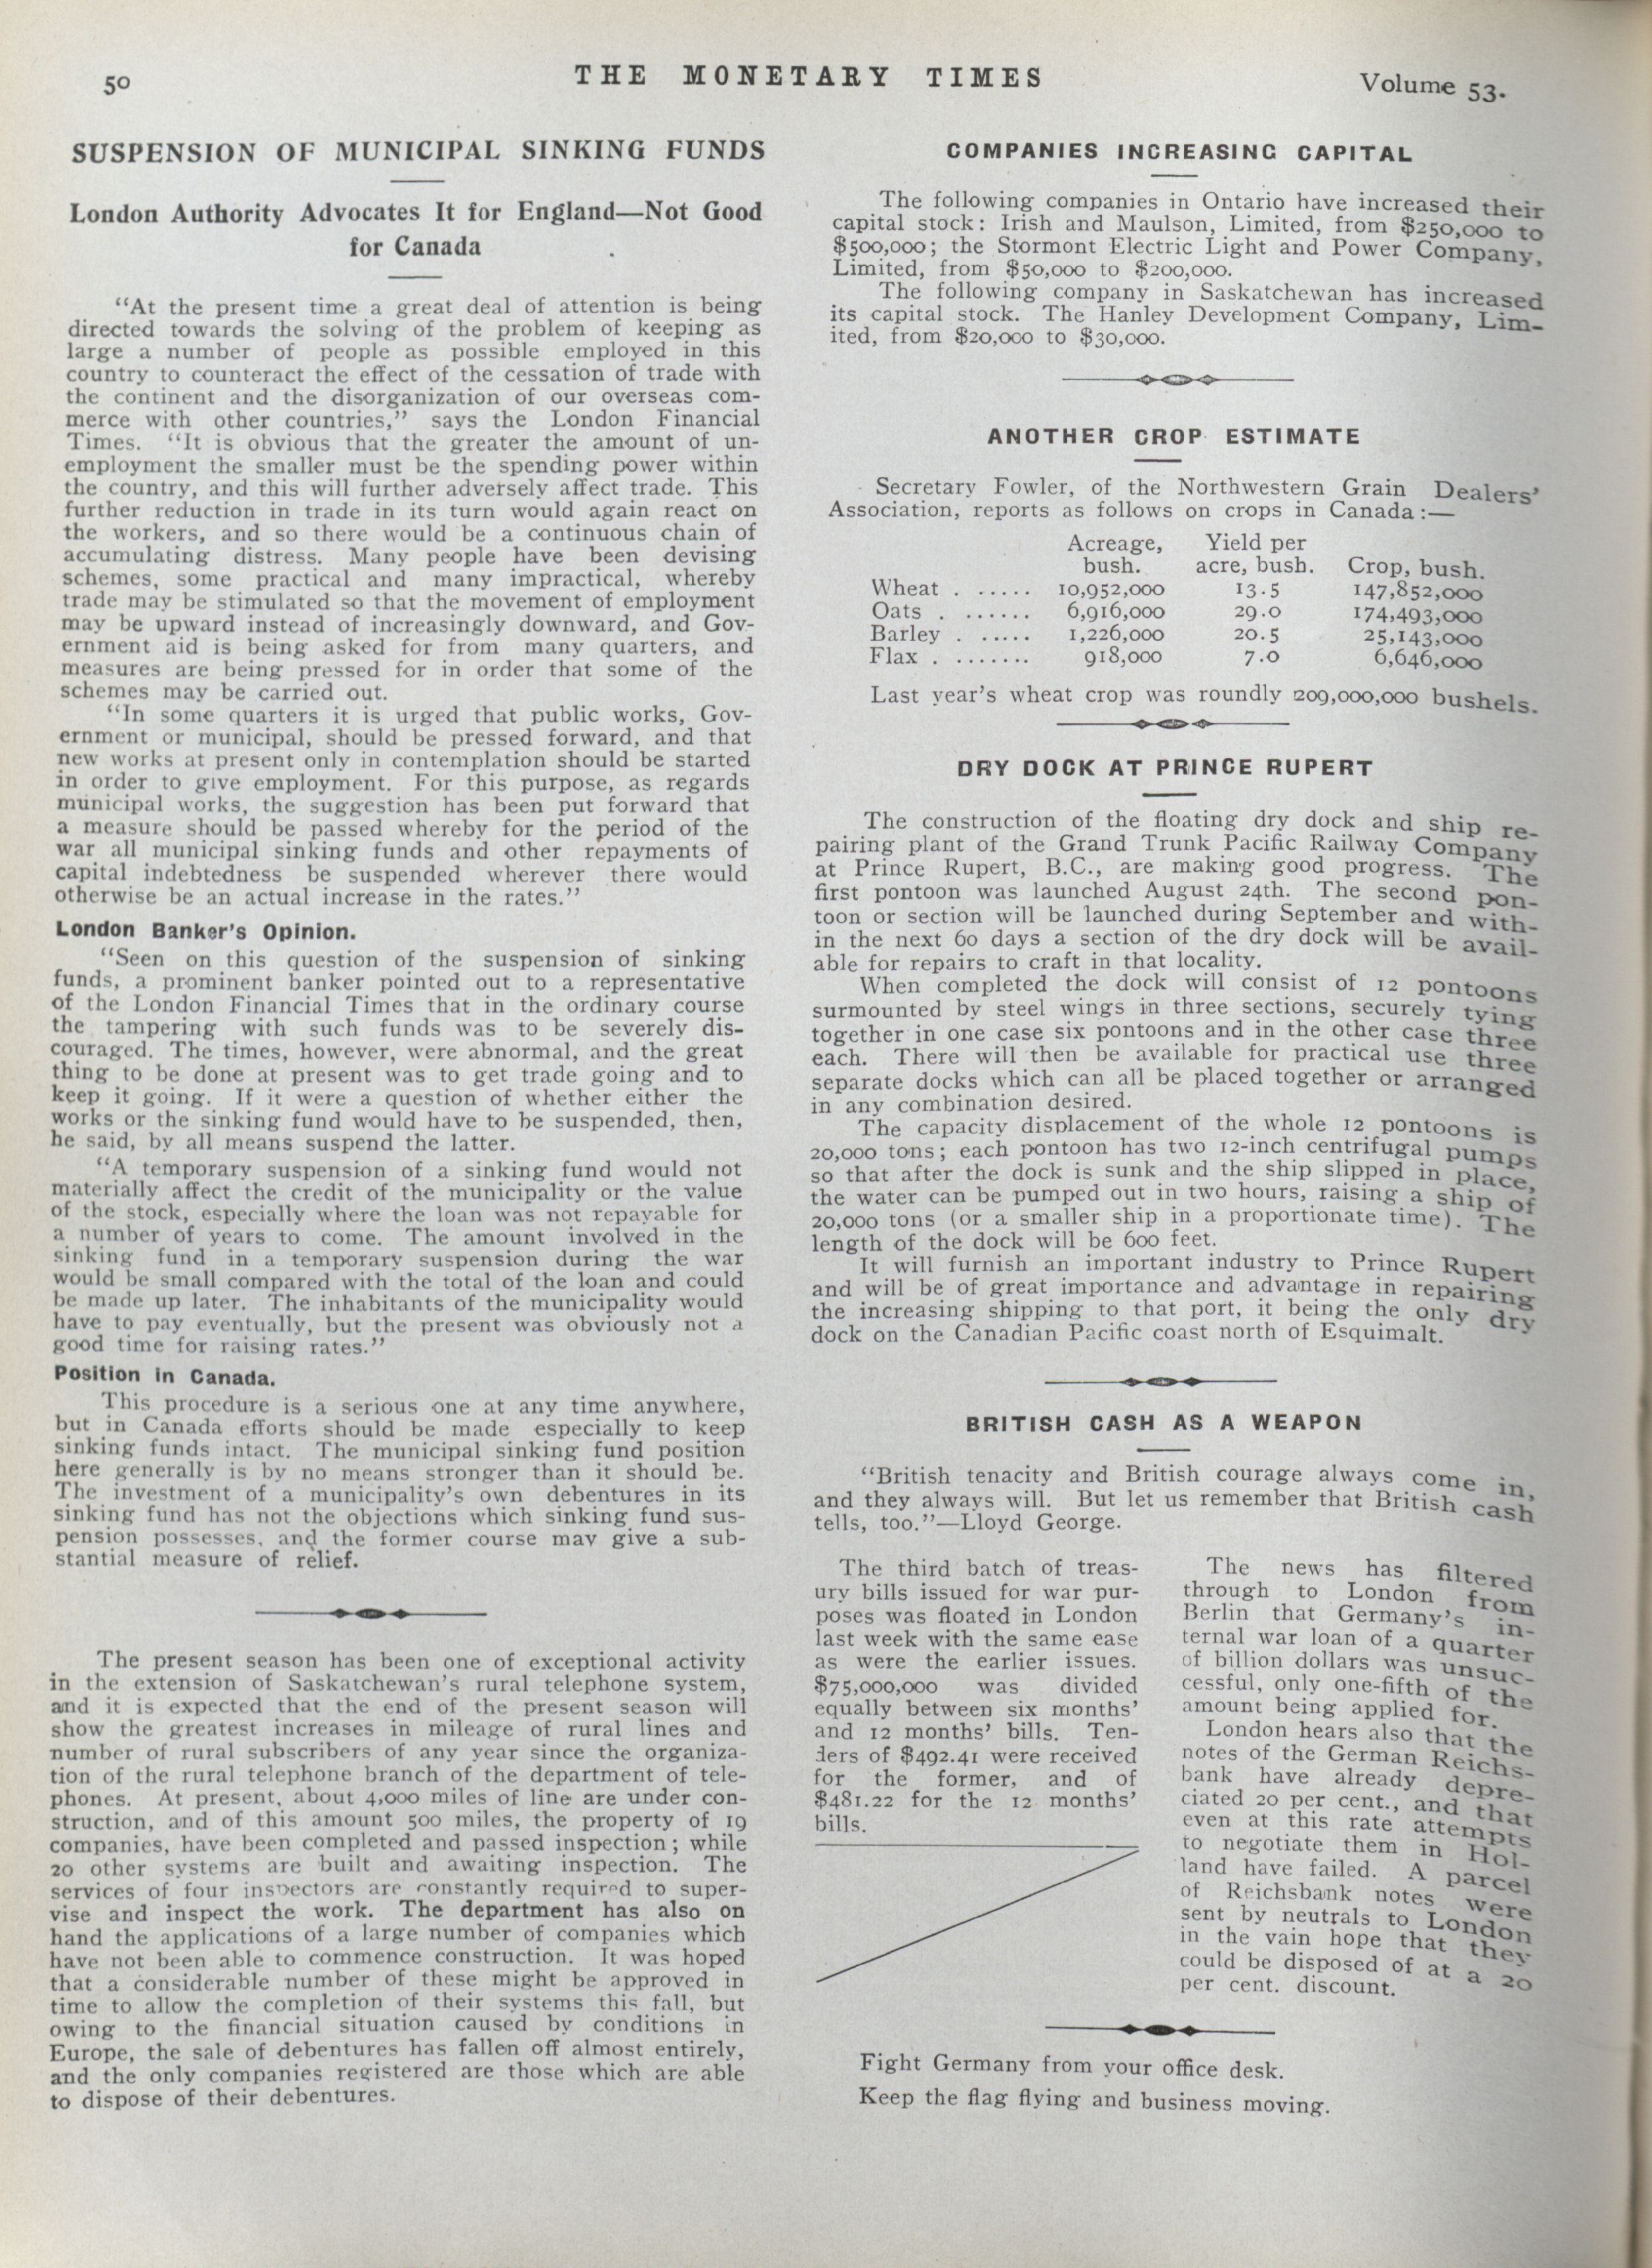 50
THE MONETARY TIMES
Volume 53.
SUSPENSION OF MUNICIPAL SINKING FUNDS
London Authority Advocates It for England—Not Good
for Canada
"At the present time a great deal of attention is being
directed towards the solving of the problem of keeping as
large a number of people as possible employed in this
country to counteract the effect of the cessation of trade with
the continent and the disorganization of our overseas com-
merce with other countries," says the London Financial
Times. "It is obvious that the greater the amount of un-
employment the smaller must be the spending power within
the country, and this will further adversely affect trade. This
further reduction in trade in its turn would again react on
the workers, and so there would be a continuous chain of
accumulating distress. Many people have been devising
schemes, some practical and many impractical, whereby
trade may be stimulated so that the movement of employment
may be upward instead of increasingly downward, and Gov-
ernment aid is being asked for from many quarters, and
measures are being pressed for in order that some of the
schemes may be carried out.
"In some quarters it is urged that public works, Gov-
ernment or municipal, should be pressed forward, and that
new works at present only in contemplation should be started
in order to give employment. For this purpose, as regards
municipal works, the suggestion has been put forward that
a measure should be passed whereby for the period of the
war all municipal sinking funds and other repayments of
capital indebtedness be suspended wherever there would
otherwise be an actual increase in the rates."
London Banker's Opinion.
"Seen on this question of the suspension of sinking
funds, a prominent banker pointed out to a representative
of the London Financial Times that in the ordinary course
the tampering with such funds was to be severely dis-
couraged. The times, however, were abnormal, and the great
thing to be done at present was to get trade going and to
keep it going. If it were a question of whether either the
works or the sinking fund would have to be suspended, then,
he said, by all means suspend the latter.
"A temporary suspension of a sinking fund would not
materially affect the credit of the municipality or the value
of the stock, especially where the loan was not repayable for
a number of years to come. The amount involved in the
sinking fund in a temporary suspension during the war
would be small compared with the total of the loan and could
be made up later. The inhabitants of the municipality would
have to pay eventually, but the present was obviously not a
good time for raising rates."
Position in Canada.
This procedure is a serious one at any time anywhere,
but in Canada efforts should be made especially to keep
sinking funds intact. The municipal sinking fund position
here generally is by no means stronger than it should be.
The investment of a municipality's own debentures in its
sinking fund has not the objections which sinking fund sus-
pension possesses, and the former course may give a sub-
stantial measure of relief.
The present season has been one of exceptional activity
in the extension of Saskatchewan's rural telephone system,
and it is expected that the end of the present season will
show the greatest increases in mileage of rural lines and
number of rural subscribers of any year since the organiza-
tion of the rural telephone branch of the department of tele-
phones. At present, about 4,000 miles of line are under con-
struction, and of this amount 500 miles, the property of 19
companies, have been completed and passed inspection; while
20 other systems are built and awaiting inspection. The
services of four inspectors are constantly required to super-
vise and inspect the work. The department has also on
hand the applications of a large number of companies which
have not been able to commence construction. It was hoped
that a considerable number of these might be approved in
time to allow the completion of their systems this fall, but
owing to the financial situation caused by conditions in
Europe, the sale of debentures has fallen off almost entirely,
and the only companies registered are those which are able
to dispose of their debentures.
COMPANIES INCREASING CAPITAL
The following companies in Ontario have increased their
capital stock: Irish and Maulson, Limited, from $250,000 to
$500,000; the Stormont Electric Light and Power Company,
Limited, from $50,000 to $200,000.
The following company in Saskatchewan has increased
its capital stock. The Hanley Development Company, Lim-
ited, from $20,000 to $30,000.
ANOTHER CROP ESTIMATE
Secretary Fowler, of the Northwestern Grain Dealers'
Association, reports as follows on crops in Canada:—
Acreage, Yield per
bush. acre, bush. Crop, bush.
Wheat . ..... 10,952,000 13.5 147,852,000
Oats . ...... 6,916,000 29.0 174,493,000
Barley . ..... 1,226,000 20.5 25,143,000
Flax . ....... 918,000 7.0 6,646,000
Last year's wheat crop was roundly 209,000,000 bushels.
DRY DOCK AT PRINCE RUPERT
The construction of the floating dry dock and ship re-
pairing plant of the Grand Trunk Pacific Railway Company
at Prince Rupert, B.C., are making good progress. The
first pontoon was launched August 24th. The second pon-
toon or section will be launched during September and with-
in the next 60 days a section of the dry dock will be avail-
able for repairs to craft in that locality.
When completed the dock will consist of 12 pontoons
surmounted by steel wings in three sections, securely tying
together in one case six pontoons and in the other case three
each. There will then be available for practical use three
separate docks which can all be placed together or arranged
in any combination desired.
The capacity displacement of the whole 12 pontoons is
20,000 tons; each pontoon has two 12-inch centrifugal pumps
so that after the dock is sunk and the ship slipped in place,
the water can be pumped out in two hours, raising a ship of
20,000 tons (or a smaller ship in a proportionate time). The
length of the dock will be 600 feet.
It will furnish an important industry to Prince Rupert
and will be of great importance and advantage in repairing
the increasing shipping to that port, it being the only dry
dock on the Canadian Pacific coast north of Esquimalt.
BRITISH CASH AS A WEAPON
"British tenacity and British courage always come in,
and they always will. But let us remember that British cash
tells, too."—Lloyd George.
The third batch of treas-
ury bills issued for war pur-
poses was floated in London
last week with the same ease
as were the earlier issues.
$75,000,000 was divided
equally between six months'
and 12 months' bills. Ten-
ders of $492.41 were received
for the former, and of
$481.22 for the 12 months'
bills.
The news has filtered
through to London from
Berlin that Germany's in-
ternal war loan of a quarter
of billion dollars was unsuc-
cessful, only one-fifth of the
amount being applied for.
London hears also that the
notes of the German Reichs-
bank have already depre-
ciated 20 per cent., and that
even at this rate attempts
to negotiate them in Hol-
land have failed. A parcel
of Reichsbank notes were
sent by neutrals to London
in the vain hope that they
could be disposed of at a 20
per cent. discount.
Fight Germany from your office desk.
Keep the flag flying and business moving.